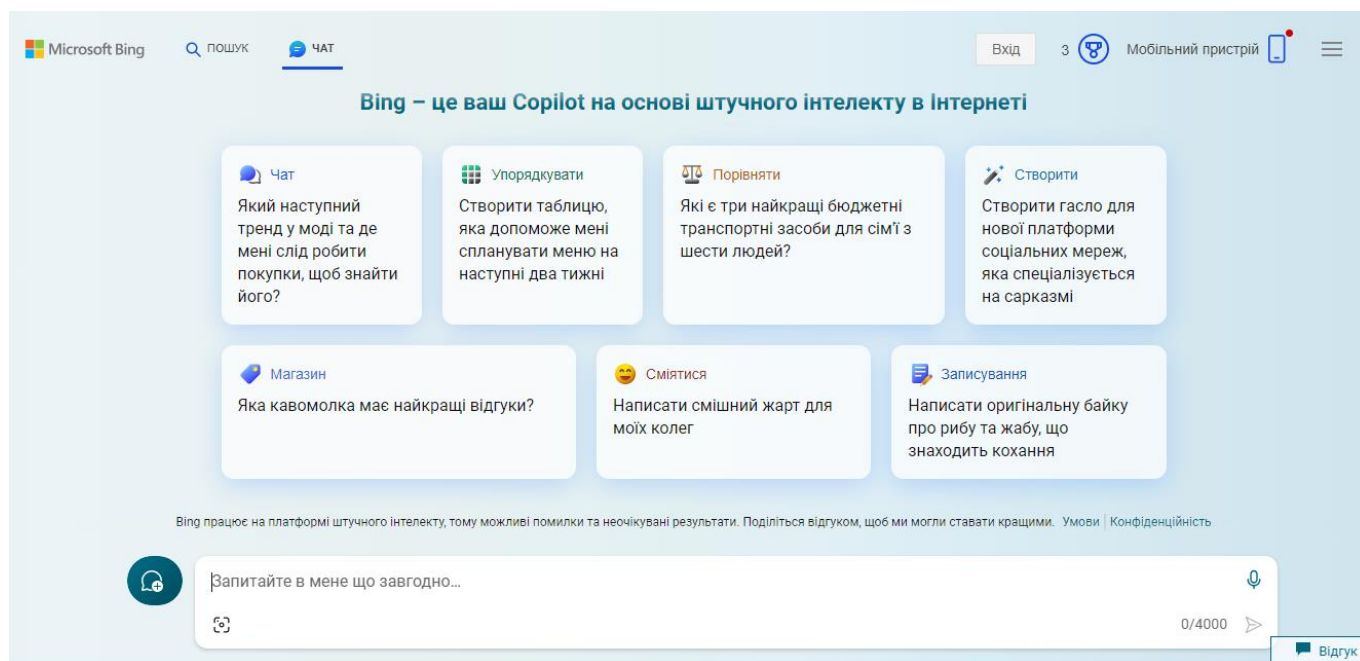 Microsoft Bing
ПОШУК
ЧАТ
Вхід
3
Мобільний пристрій
Bing – це ваш Copilot на основі штучного інтелекту в Інтернеті
Чат
Який наступний
тренд у моді та де
мені слід робити
покупки, щоб знайти
його?
Упорядкувати
Створити таблицю,
яка допоможе мені
спланувати меню на
наступні два тижні
Порівняти
Які є три найкращі бюджетні
транспортні засоби для сім'ї з
шести людей?
Створити
Створити гасло для
нової платформи
соціальних мереж,
яка спеціалізується
на сарказмі
Магазин
Яка кавомолка має найкращі відгуки?
Сміятися
Написати смішний жарт для
моїх колег
Записування
Написати оригінальну байку
про рибу та жабу, що
знаходить кохання
Bing працює на платформі штучного інтелекту, тому можливі помилки та неочікувані результати. Поділіться відгуком, щоб ми могли ставати кращими. Умови | Конфіденційність
Запитайте в мене що завгодно...
0/4000
Відгук